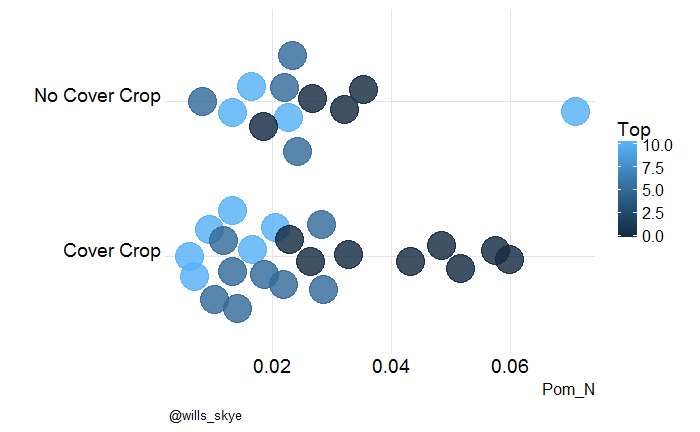 No Cover Crop
Cover Crop
0.02 0.04 0.06
Pom_N
Top
10.0
7.5
5.0
2.5
0.0
@wills_skye